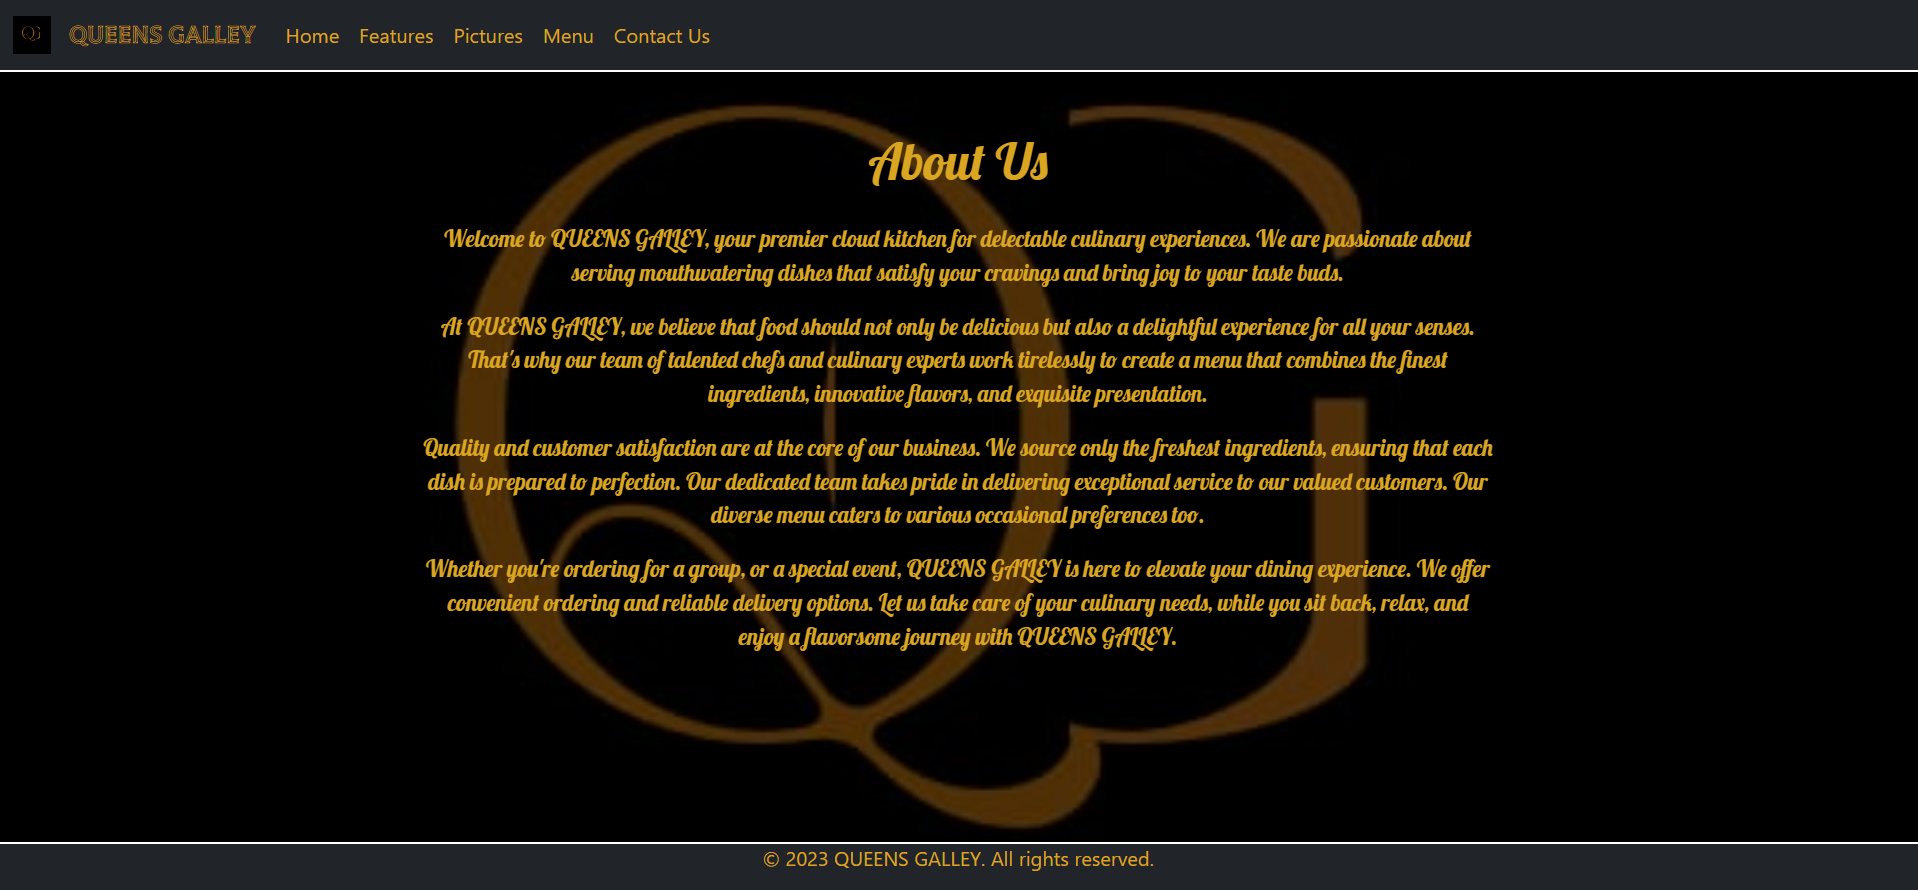 QG QUEENS GALLEY Home Features Pictures Menu Contact Us
QG
About Us
Welcome to QUEENS GALLEY, your premier cloud kitchen for delectable culinary experiences. We are passionate about
serving mouthwatering dishes that satisfy your cravings and bring joy to your taste buds.
At QUEENS GALLEY, we believe that food should not only be delicious but also a delightful experience for all your senses.
That's why our team of talented chefs and culinary experts work tirelessly to create a menu that combines the finest
ingredients, innovative flavors, and exquisite presentation.
Quality and customer satisfaction are at the core of our business. We source only the freshest ingredients, ensuring that each
dish is prepared to perfection. Our dedicated team takes pride in delivering exceptional service to our valued customers. Our
diverse menu caters to various occasional preferences too.
Whether you're ordering for a group, or a special event, QUEENS GALLEY is here to elevate your dining experience. We offer
convenient ordering and reliable delivery options. Let us take care of your culinary needs, while you sit back, relax, and
enjoy a flavorsome journey with QUEENS GALLEY.
© 2023 QUEENS GALLEY. All rights reserved.